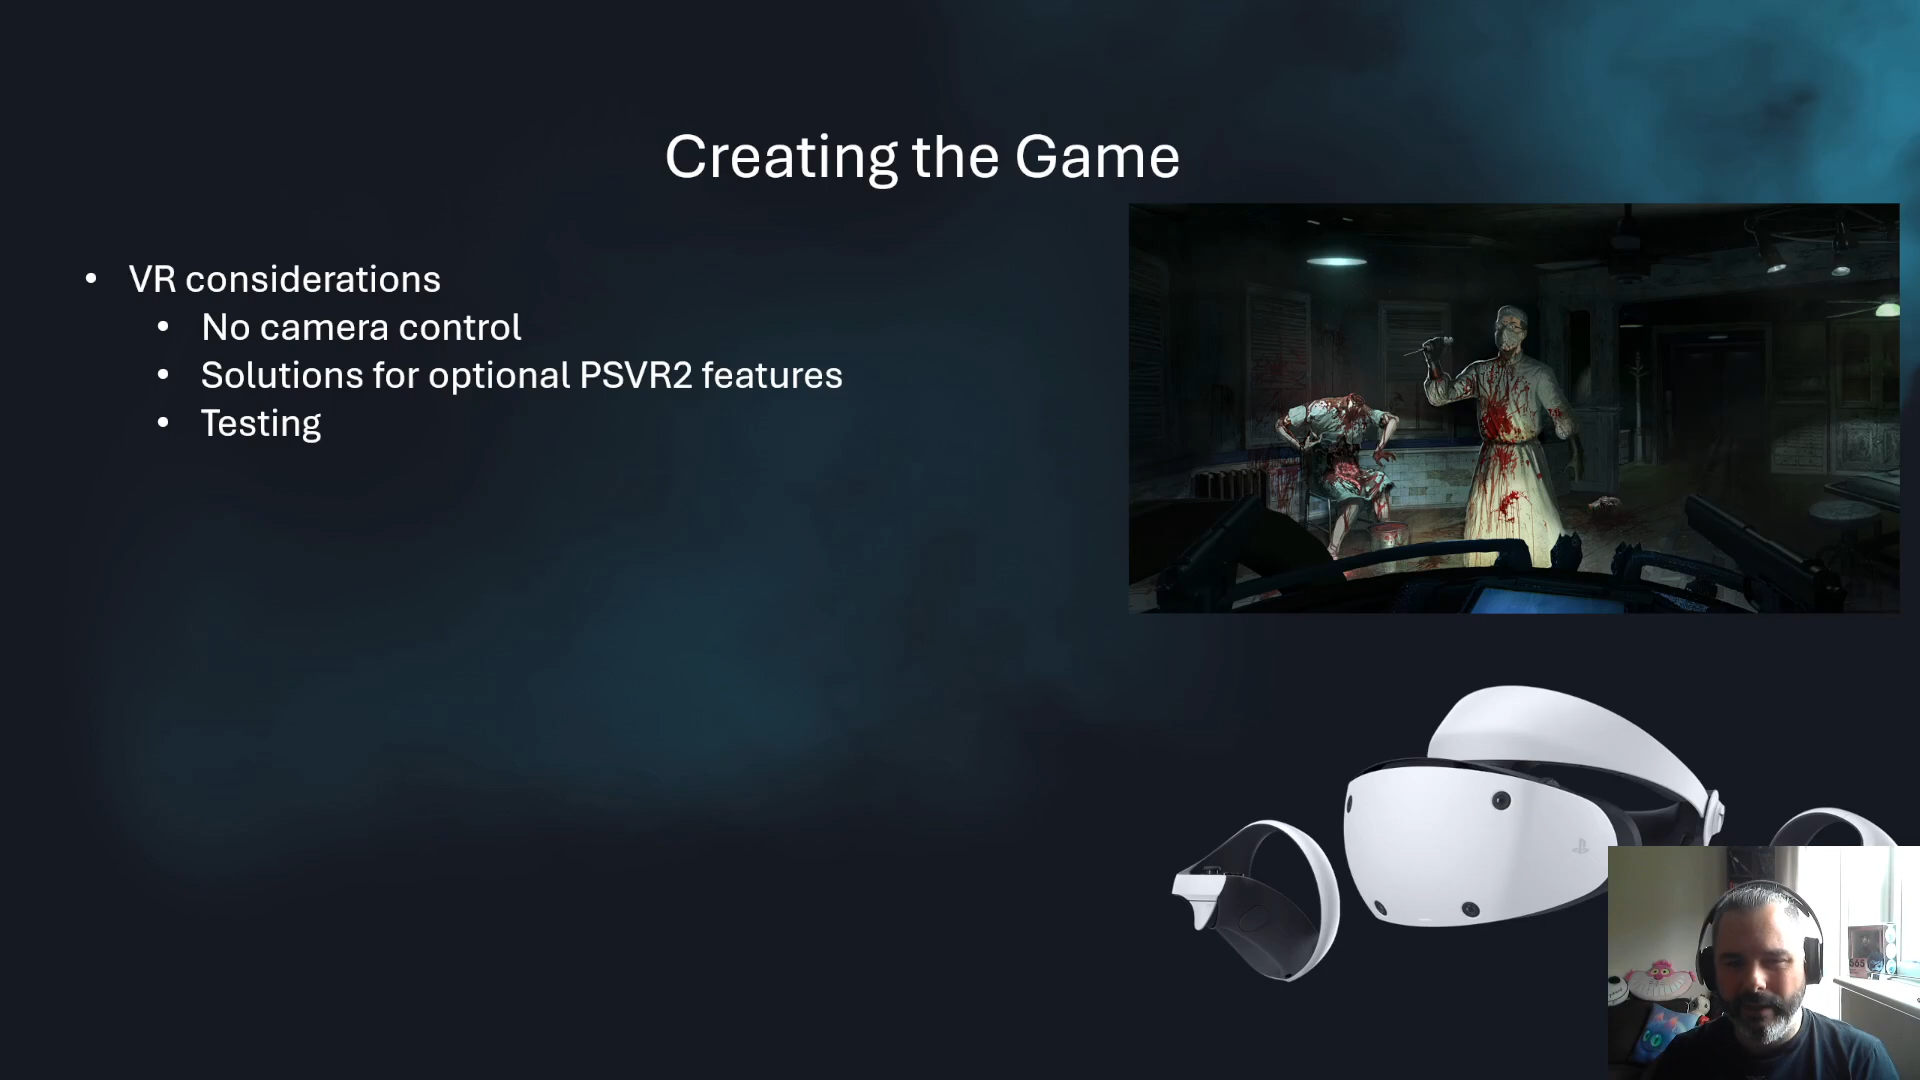 Creating the Game
• VR considerations
• No camera control
• Solutions for optional PSVR2 features
• Testing